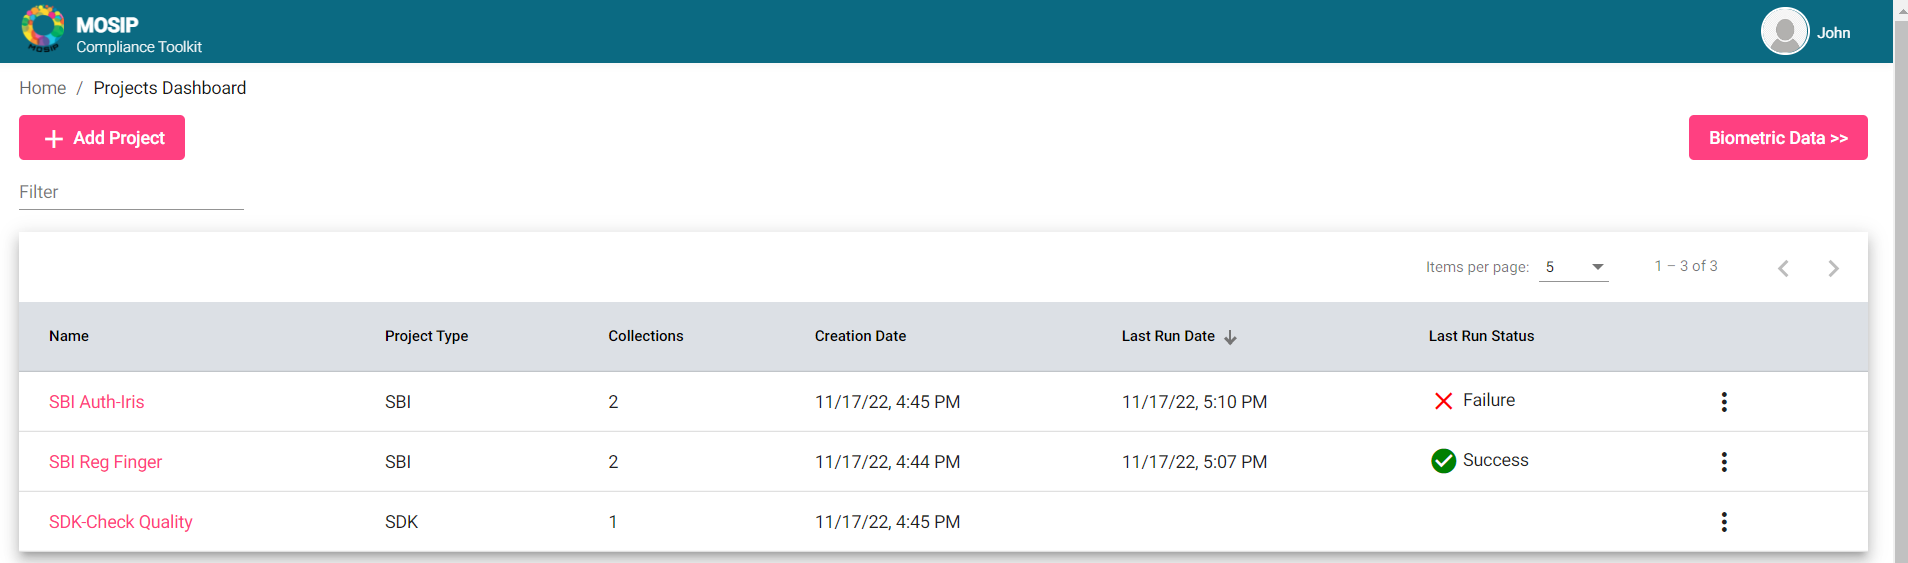 MOSIP
MOSIP
Compliance Toolkit
John
Home / Projects Dashboard
+ Add Project
Biometric Data >>
Filter
Items per page: 5 1 – 3 of 3
Name Project Type Collections Creation Date Last Run Date Last Run Status
SBI Auth-Iris SBI 2 11/17/22, 4:45 PM 11/17/22, 5:10 PM Failure
SBI Reg Finger SBI 2 11/17/22, 4:44 PM 11/17/22, 5:07 PM Success
SDK-Check Quality SDK 1 11/17/22, 4:45 PM